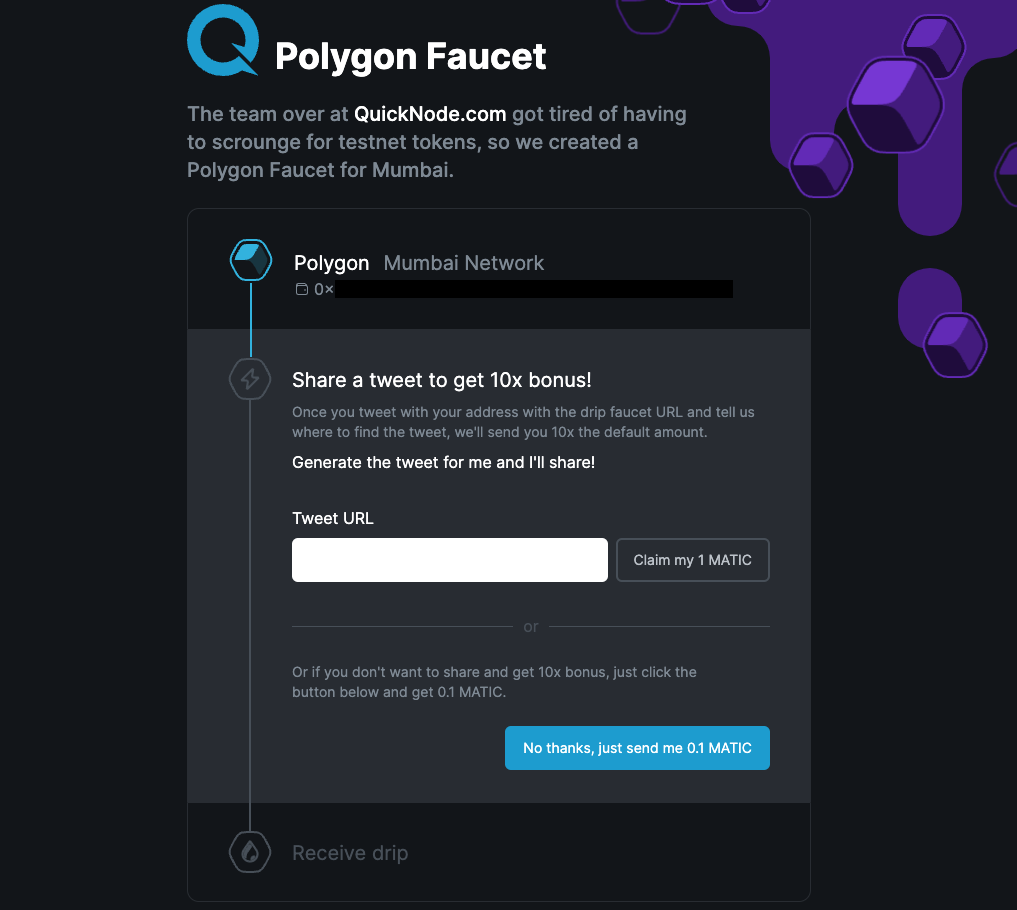 Polygon Faucet
The team over at QuickNode.com got tired of having
to scrounge for testnet tokens, so we created a
Polygon Faucet for Mumbai.
Polygon Mumbai Network
0×
Share a tweet to get 10x bonus!
Once you tweet with your address with the drip faucet URL and tell us
where to find the tweet, we'll send you 10x the default amount.
Generate the tweet for me and I'll share!
Tweet URL
Claim my 1 MATIC
or
Or if you don't want to share and get 10x bonus, just click the
button below and get 0.1 MATIC.
No thanks, just send me 0.1 MATIC
Receive drip